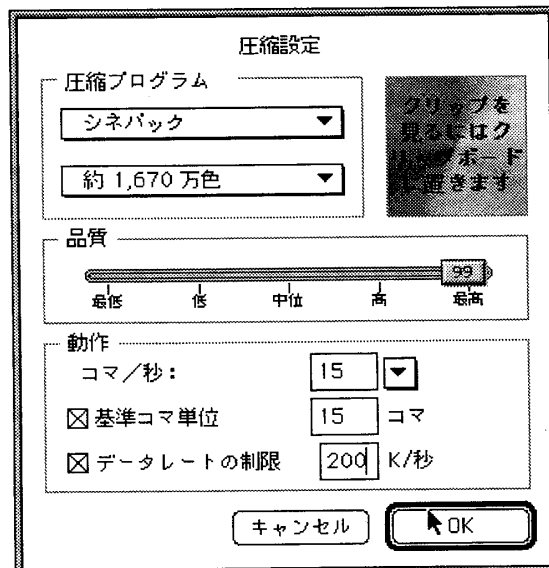 圧縮設定
圧縮プログラム
シネパック
約 1,670 万色
クリップを
見るにはク
リップボード
に置きます
品質
99
最低 低 中位 高 最高
動作
コマ／秒： 15
基準コマ単位 15 コマ
データレートの制限 200 K/秒
キャンセル OK